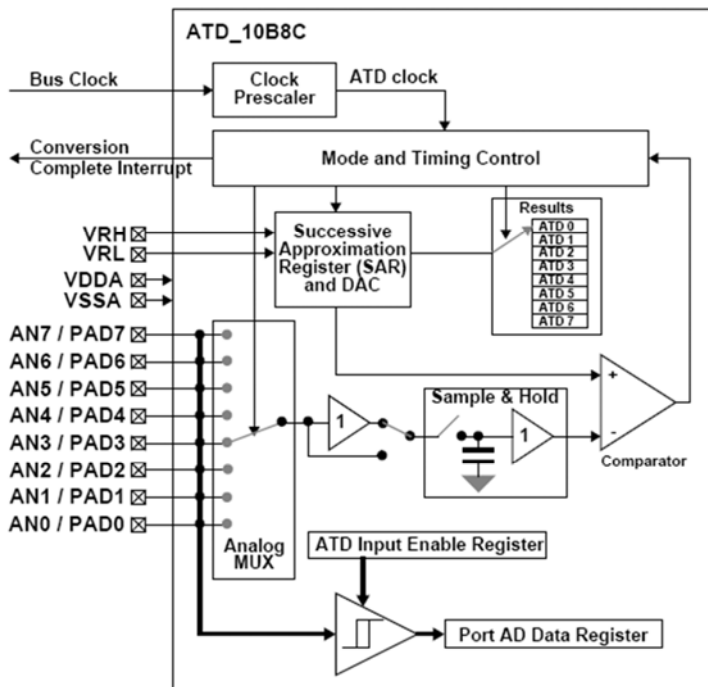 ATD_10B8C
Bus Clock
Clock
Prescaler
ATD clock
Conversion
Complete Interrupt
Mode and Timing Control
VRH
VRL
VDDA
VSSA
Successive
Approximation
Register (SAR)
and DAC
Results
ATD 0
ATD 1
ATD 2
ATD 3
ATD 4
ATD 5
ATD 6
ATD 7
AN7 / PAD7
AN6 / PAD6
AN5 / PAD5
AN4 / PAD4
AN3 / PAD3
AN2 / PAD2
AN1 / PAD1
AN0 / PAD0
Analog
MUX
1
Sample & Hold
1
+
-
Comparator
ATD Input Enable Register
Port AD Data Register